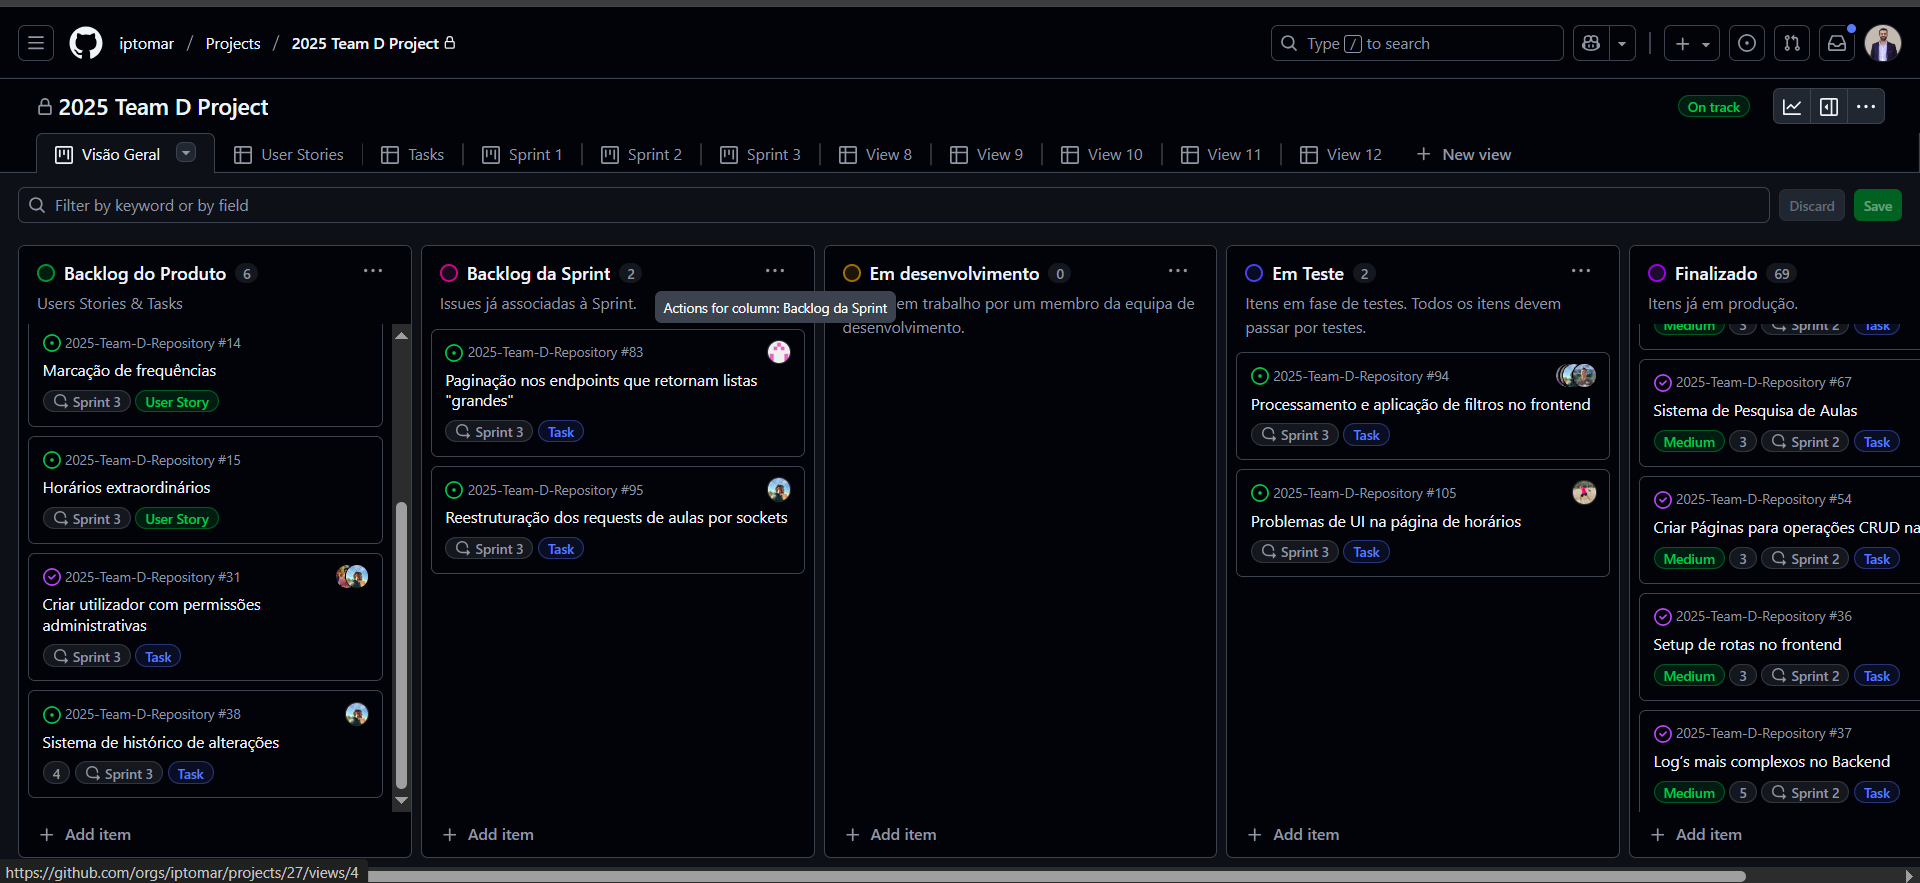 iptomar / Projects / 2025 Team D Project
Type / to search
2025 Team D Project
On track
Visão Geral
User Stories
Tasks
Sprint 1
Sprint 2
Sprint 3
View 8
View 9
View 10
View 11
View 12
New view
Filter by keyword or by field
Discard
Save
Backlog do Produto 6
Users Stories & Tasks
2025-Team-D-Repository #14
Marcação de frequências
Sprint 3 User Story
2025-Team-D-Repository #15
Horários extraordinários
Sprint 3 User Story
2025-Team-D-Repository #31
Criar utilizador com permissões
administrativas
Sprint 3 Task
2025-Team-D-Repository #38
Sistema de histórico de alterações
4 Sprint 3 Task
Add item
Backlog da Sprint 2
Issues já associadas à Sprint.
Actions for column: Backlog da Sprint
2025-Team-D-Repository #83
Paginação nos endpoints que retornam listas
"grandes"
Sprint 3 Task
2025-Team-D-Repository #95
Reestruturação dos requests de aulas por sockets
Sprint 3 Task
Add item
Em desenvolvimento 0
em trabalho por um membro da equipa de
desenvolvimento.
Add item
Em Teste 2
Itens em fase de testes. Todos os itens devem
passar por testes.
2025-Team-D-Repository #94
Processamento e aplicação de filtros no frontend
Sprint 3 Task
2025-Team-D-Repository #105
Problemas de UI na página de horários
Sprint 3 Task
Add item
Finalizado 69
Itens já em produção.
Medium 3 Sprint 2 Task
2025-Team-D-Repository #67
Sistema de Pesquisa de Aulas
Medium 3 Sprint 2 Task
2025-Team-D-Repository #54
Criar Páginas para operações CRUD na
Medium 3 Sprint 2 Task
2025-Team-D-Repository #36
Setup de rotas no frontend
Medium 3 Sprint 2 Task
2025-Team-D-Repository #37
Log's mais complexos no Backend
Medium 5 Sprint 2 Task
Add item
https://github.com/orgs/iptomar/projects/27/views/4